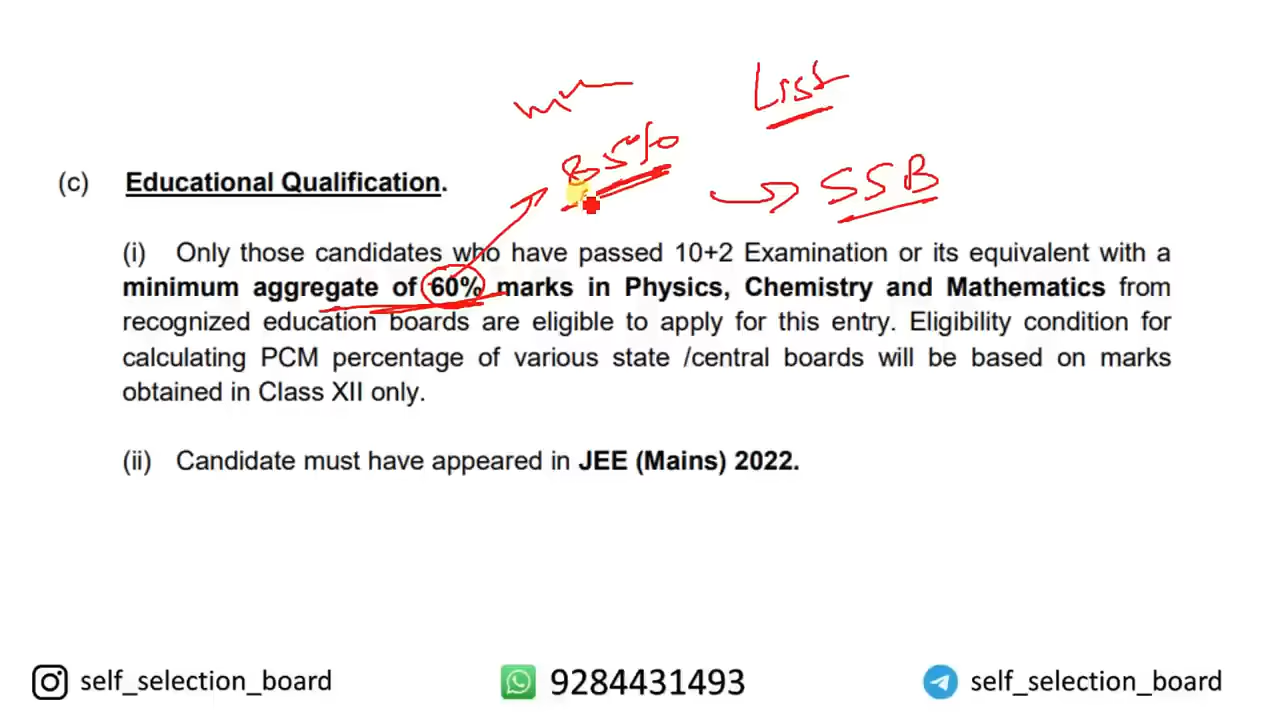 List
85%
SSB
(c) Educational Qualification.
(i) Only those candidates who have passed 10+2 Examination or its equivalent with a
minimum aggregate of 60% marks in Physics, Chemistry and Mathematics from
recognized education boards are eligible to apply for this entry. Eligibility condition for
calculating PCM percentage of various state /central boards will be based on marks
obtained in Class XII only.
(ii) Candidate must have appeared in JEE (Mains) 2022.
self_selection_board
9284431493
self_selection_board